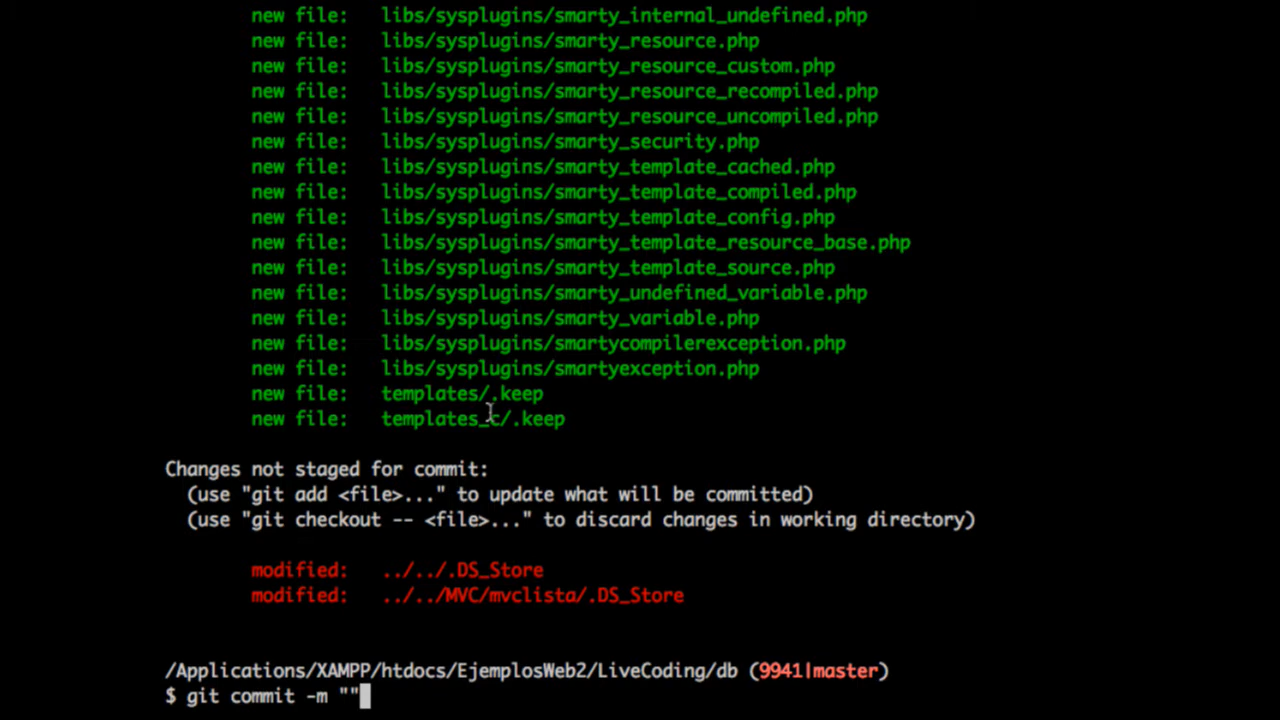 new file: libs/sysplugins/smarty_internal_undefined.php
new file: libs/sysplugins/smarty_resource.php
new file: libs/sysplugins/smarty_resource_custom.php
new file: libs/sysplugins/smarty_resource_recompiled.php
new file: libs/sysplugins/smarty_resource_uncompiled.php
new file: libs/sysplugins/smarty_security.php
new file: libs/sysplugins/smarty_template_cached.php
new file: libs/sysplugins/smarty_template_compiled.php
new file: libs/sysplugins/smarty_template_config.php
new file: libs/sysplugins/smarty_template_resource_base.php
new file: libs/sysplugins/smarty_template_source.php
new file: libs/sysplugins/smarty_undefined_variable.php
new file: libs/sysplugins/smarty_variable.php
new file: libs/sysplugins/smartycompilerexception.php
new file: libs/sysplugins/smartyexception.php
new file: templates/.keep
new file: templates_c/.keep
Changes not staged for commit:
(use "git add <file>..." to update what will be committed)
(use "git checkout -- <file>..." to discard changes in working directory)
modified: ../../.DS_Store
modified: ../../MVC/mvclista/.DS_Store
/Applications/XAMPP/htdocs/EjemplosWeb2/LiveCoding/db (9941|master)
$ git commit -m ""